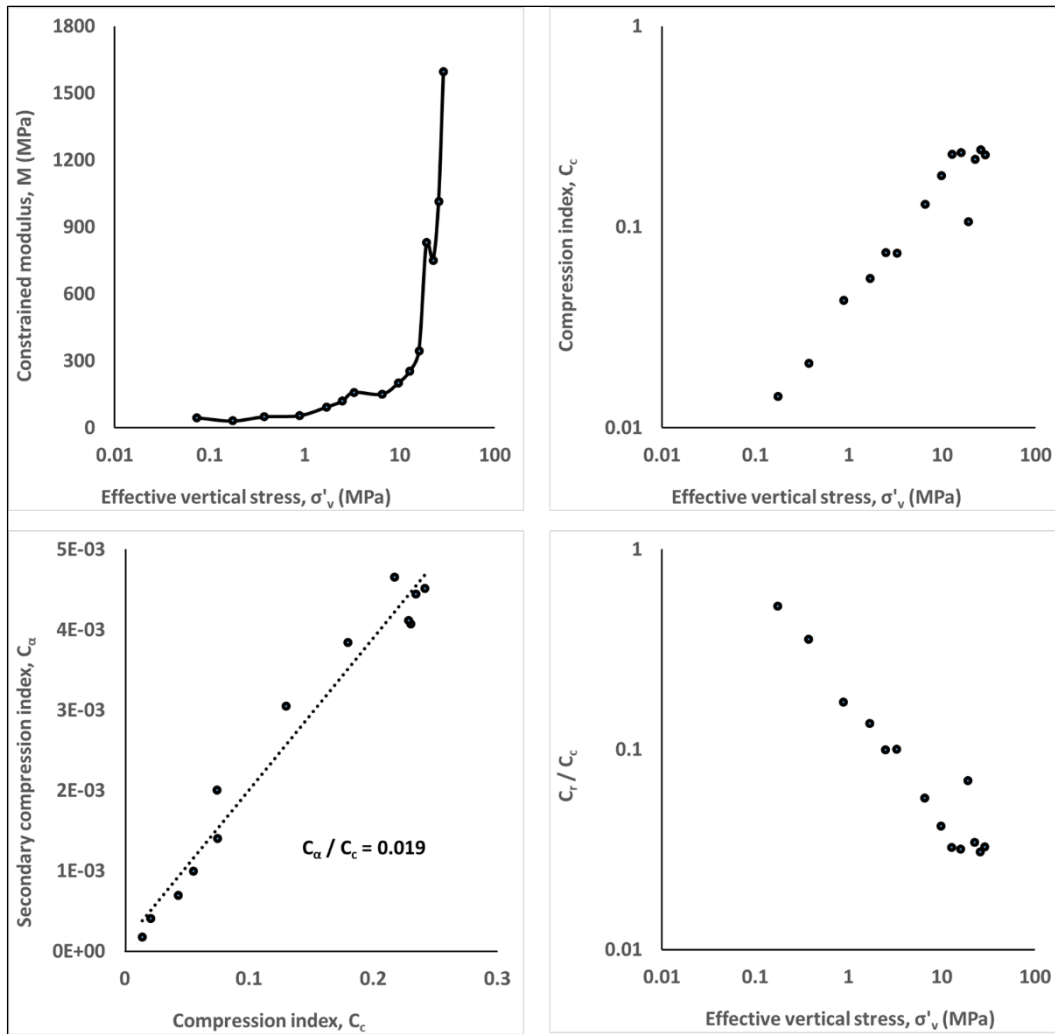 Constrained modulus, M (MPa)
1800
1500
1200
900
600
300
0
0.01 0.1 1 10 100
Effective vertical stress, σ'v (MPa)
Compression index, Cc
1
0.1
0.01
0.01 0.1 1 10 100
Effective vertical stress, σ'v (MPa)
Secondary compression index, Cα
5E-03
4E-03
3E-03
2E-03
1E-03
0E+00
Cα / Cc = 0.019
0 0.1 0.2 0.3
Compression index, Cc
Cr / Cc
1
0.1
0.01
0.01 0.1 1 10 100
Effective vertical stress, σ'v (MPa)